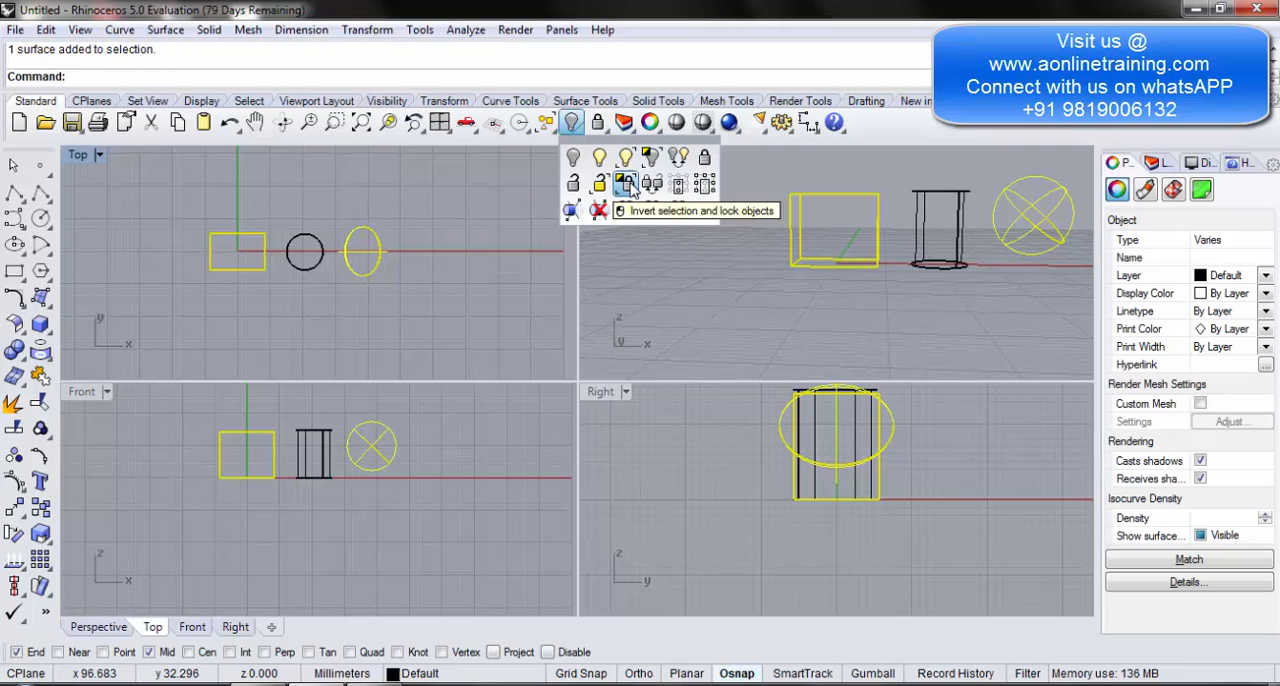 Untitled - Rhinoceros 5.0 Evaluation (79 Days Remaining)
File Edit View Curve Surface Solid Mesh Dimension Transform Tools Analyze Render Panels Help
1 surface added to selection.
Command:
Visit us @
www.aonlinetraining.com
Connect with us on whatsAPP
+91 9819006132
Standard CPlanes Set View Display Select Viewport Layout Visibility Transform Curve Tools Surface Tools Solid Tools Mesh Tools Render Tools Drafting New in
Top
Invert selection and lock objects
y
x
z
y
x
Front
z
x
Right
z
y
P... L... Di... H...
Object
Type Varies
Name
Layer Default
Display Color By Layer
Linetype By Layer
Print Color By Layer
Print Width By Layer
Hyperlink ...
Render Mesh Settings
Custom Mesh
Settings Adjust...
Rendering
Casts shadows
Receives sha...
Isocurve Density
Density
Show surface... Visible
Match
Details...
Perspective Top Front Right
End Near Point Mid Cen Int Perp Tan Quad Knot Vertex Project Disable
CPlane x 96.683 y 32.296 z 0.000 Millimeters Default Grid Snap Ortho Planar Osnap SmartTrack Gumball Record History Filter Memory use: 136 MB